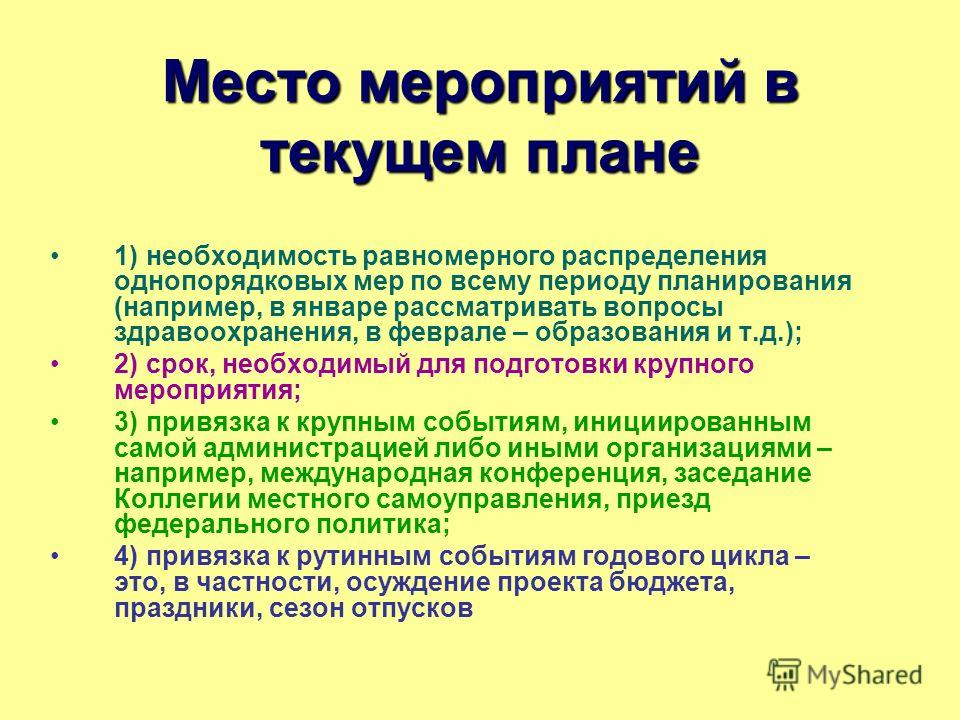 Место мероприятий в
текущем плане
• 1) необходимость равномерного распределения
однопорядковых мер по всему периоду планирования
(например, в январе рассматривать вопросы
здравоохранения, в феврале – образования и т.д.);
• 2) срок, необходимый для подготовки крупного
мероприятия;
• 3) привязка к крупным событиям, инициированным
самой администрацией либо иными организациями –
например, международная конференция, заседание
Коллегии местного самоуправления, приезд
федерального политика;
• 4) привязка к рутинным событиям годового цикла –
это, в частности, осуждение проекта бюджета,
праздники, сезон отпусков
MyShared